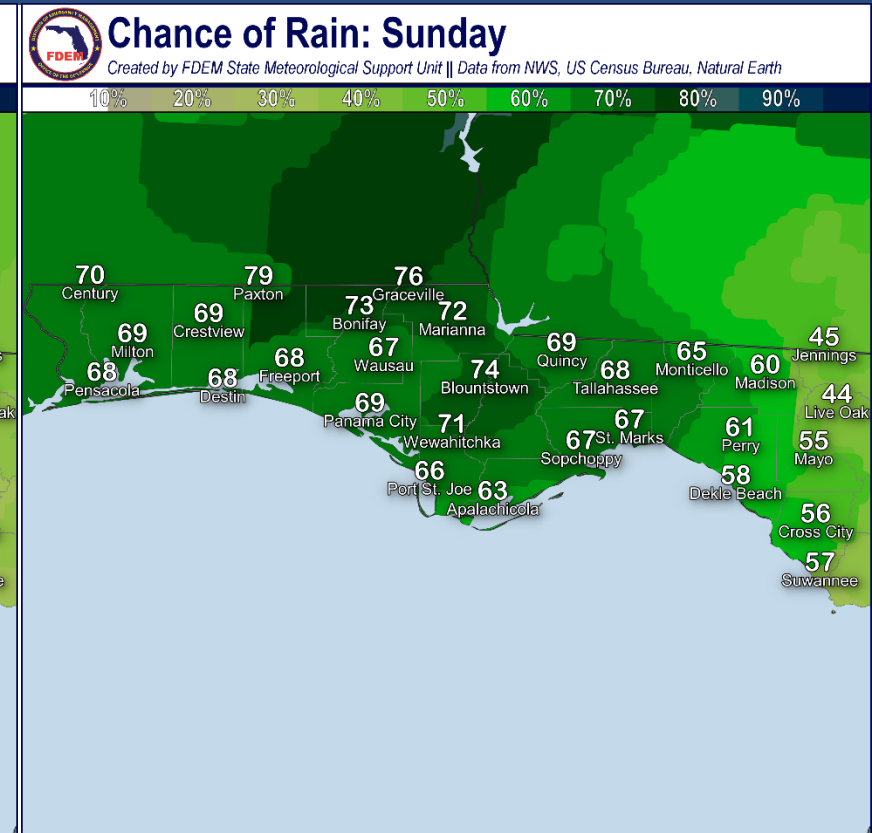 Chance of Rain: Sunday
Created by FDEM State Meteorological Support Unit || Data from NWS, US Census Bureau, Natural Earth
FDEM
10% 20% 30% 40% 50% 60% 70% 80% 90%
70
Century
79
Paxton
76
Graceville
69
Crestview
73
Bonifay
72
Marianna
69
Milton
67
Wausau
69
Quincy
65
Monticello
45
Jennings
68
Pensacola
68
Destin
68
Freeport
74
Blountstown
68
Tallahassee
60
Madison
44
Live Oak
69
Panama City
71
Wewahitchka
67
Sopchoppy
67
St. Marks
61
Perry
55
Mayo
66
Port St. Joe
63
Apalachicola
58
Dekle Beach
56
Cross City
57
Suwannee